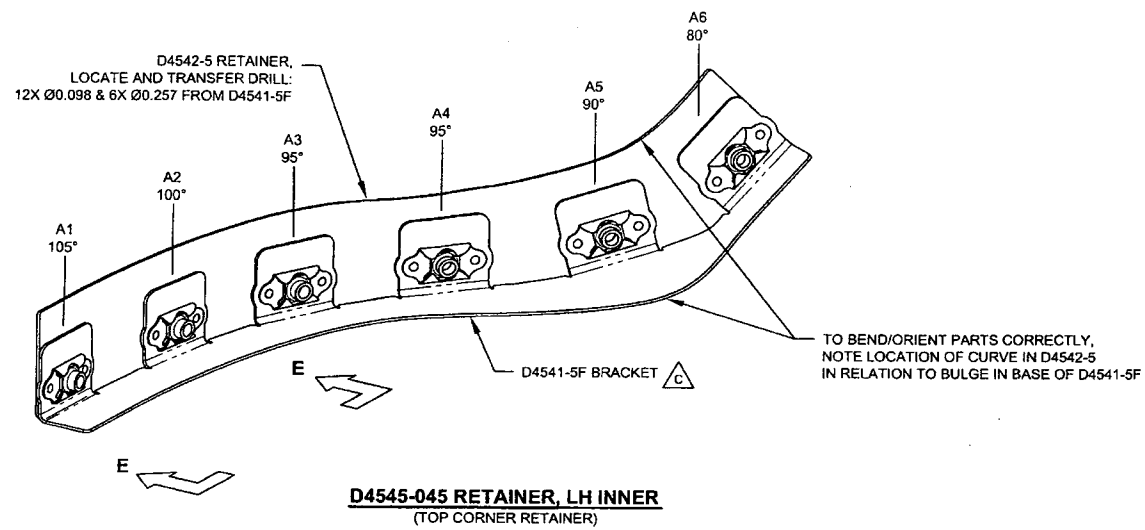 A6
80°
D4542-5 RETAINER,
LOCATE AND TRANSFER DRILL:
12X Ø0.098 & 6X Ø0.257 FROM D4541-5F
A5
90°
A4
95°
A3
95°
A2
100°
A1
105°
TO BEND/ORIENT PARTS CORRECTLY,
NOTE LOCATION OF CURVE IN D4542-5
IN RELATION TO BULGE IN BASE OF D4541-5F
E
D4541-5F BRACKET C
E
D4545-045 RETAINER, LH INNER
(TOP CORNER RETAINER)